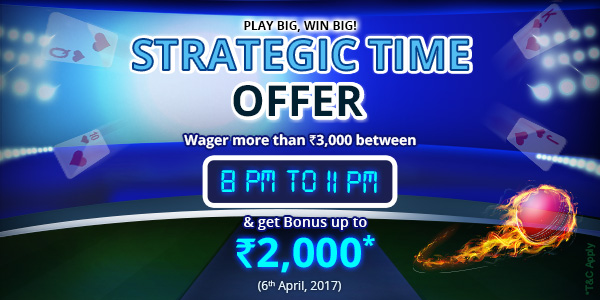 PLAY BIG, WIN BIG!
STRATEGIC TIME
OFFER
Wager more than ₹3,000 between
8 PM TO 11 PM
& get Bonus up to
₹2,000*
(6th April, 2017)
*T&C Apply
Q
K
10
J